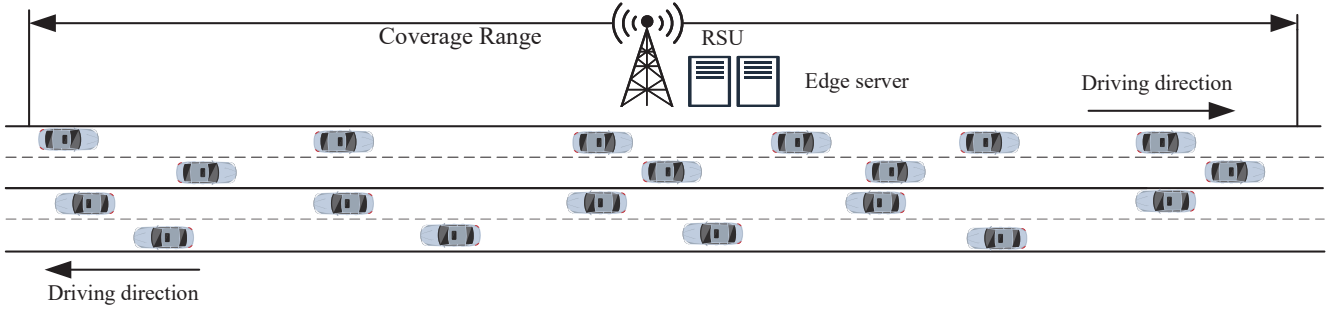 Coverage Range
RSU
Edge server
Driving direction
Driving direction